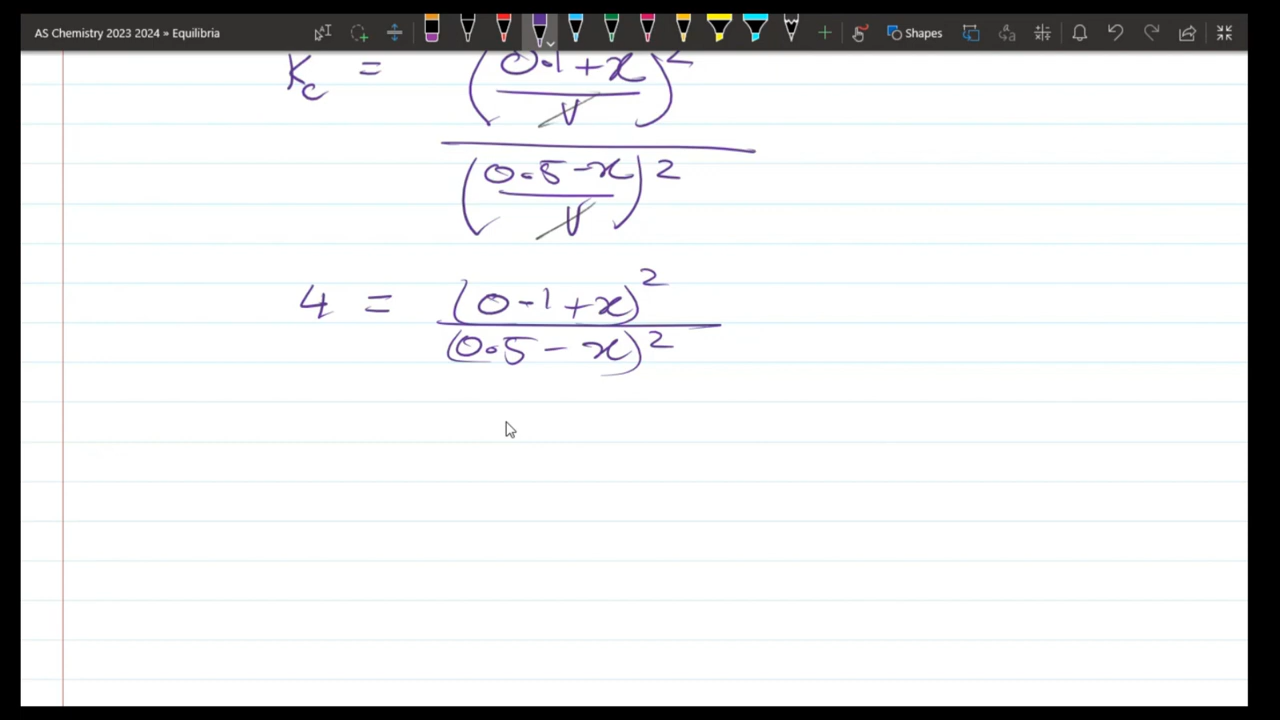 AS Chemistry 2023 2024 » Equilibria
Shapes
Kc = (0.1+x/V)²
(0.5-x/V)²
4 = (0.1+x)²
(0.5-x)²